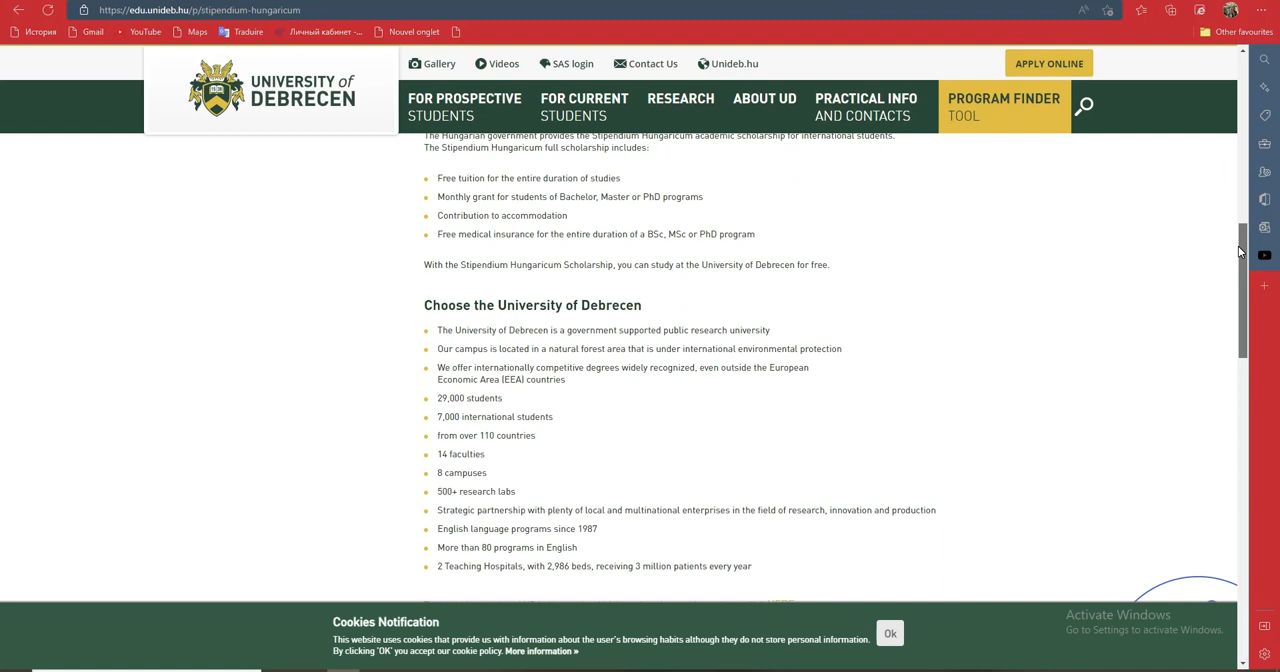 https://edu.unideb.hu/p/stipendium-hungaricum
История
Gmail
YouTube
Maps
Traduire
Личный кабинет -...
Nouvel onglet
Other favourites
UNIVERSITY of
DEBRECEN
Gallery
Videos
SAS login
Contact Us
Unideb.hu
APPLY ONLINE
FOR PROSPECTIVE
STUDENTS
FOR CURRENT
STUDENTS
RESEARCH
ABOUT UD
PRACTICAL INFO
AND CONTACTS
PROGRAM FINDER
TOOL
The Hungarian government provides the Stipendium Hungaricum academic scholarship for international students.
The Stipendium Hungaricum full scholarship includes:
Free tuition for the entire duration of studies
Monthly grant for students of Bachelor, Master or PhD programs
Contribution to accommodation
Free medical insurance for the entire duration of a BSc, MSc or PhD program
With the Stipendium Hungaricum Scholarship, you can study at the University of Debrecen for free.
Choose the University of Debrecen
The University of Debrecen is a government supported public research university
Our campus is located in a natural forest area that is under international environmental protection
We offer internationally competitive degrees widely recognized, even outside the European
Economic Area (EEA) countries
29,000 students
7,000 international students
from over 110 countries
14 faculties
8 campuses
500+ research labs
Strategic partnership with plenty of local and multinational enterprises in the field of research, innovation and production
English language programs since 1987
More than 80 programs in English
2 Teaching Hospitals, with 2,986 beds, receiving 3 million patients every year
Cookies Notification
This website uses cookies that provide us with information about the user's browsing habits although they do not store personal information.
By clicking 'OK' you accept our cookie policy. More information »
Ok
Activate Windows
Go to Settings to activate Windows.